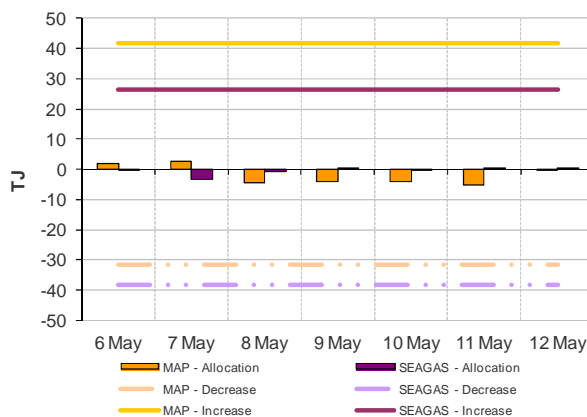 50
40
30
20
10
0
-10
-20
-30
-40
-50
TJ
6 May 7 May 8 May 9 May 10 May 11 May 12 May
MAP - Allocation SEAGAS - Allocation
MAP - Decrease SEAGAS - Decrease
MAP - Increase SEAGAS - Increase